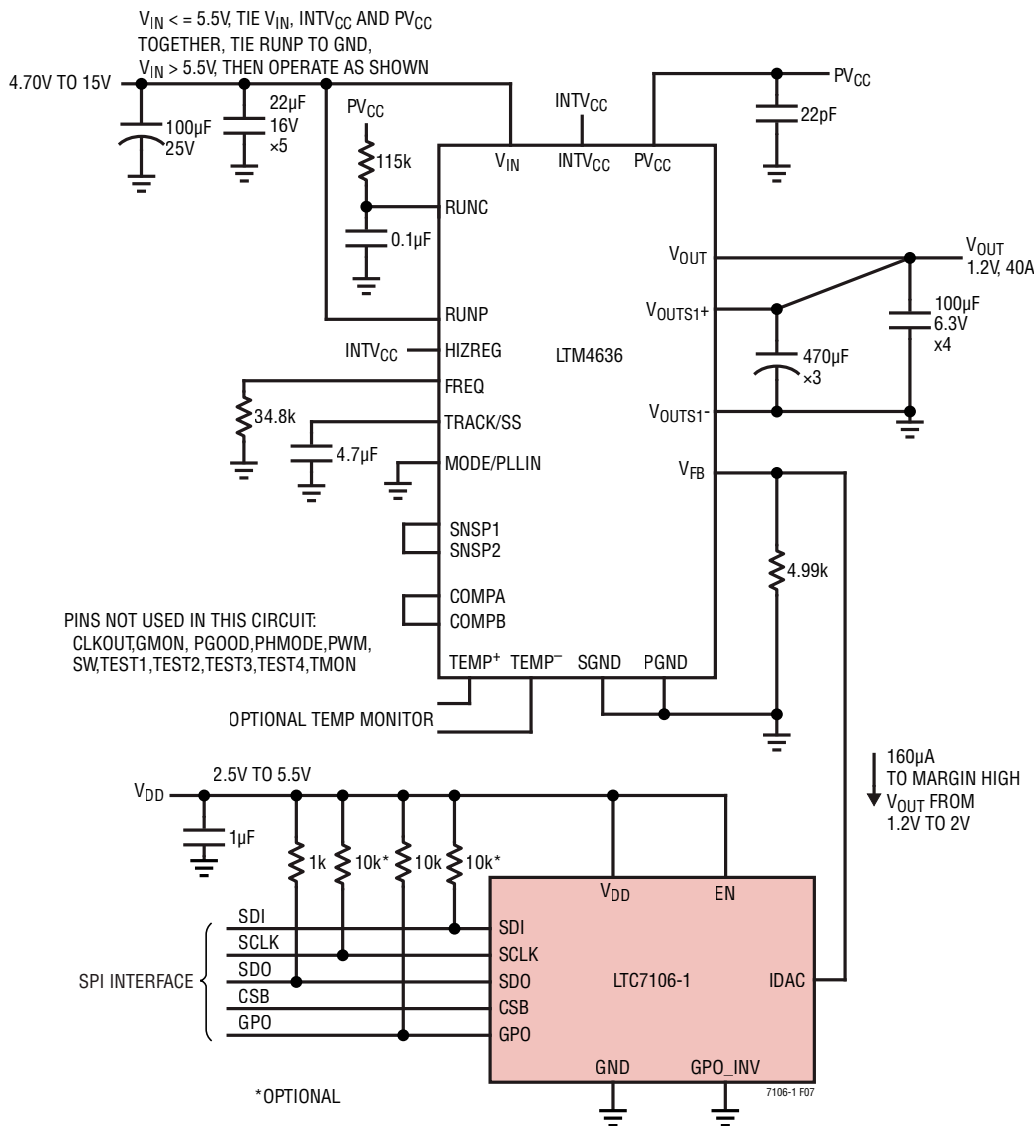 VIN <= 5.5V, TIE VIN, INTVCC AND PVCC
TOGETHER, TIE RUNP TO GND,
VIN > 5.5V, THEN OPERATE AS SHOWN
4.70V TO 15V
100µF
25V
22µF
16V
×5
PVCC
115k
0.1µF
INTVCC
PVCC
22pF
VIN
INTVCC
PVCC
RUNC
RUNP
INTVCC
HIZREG
FREQ
34.8k
TRACK/SS
4.7µF
MODE/PLLIN
SNSP1
SNSP2
COMPA
COMPB
LTM4636
VOUT
VOUTS1+
VOUTS1-
VFB
VOUT
1.2V, 40A
100µF
6.3V
x4
470µF
×3
4.99k
PINS NOT USED IN THIS CIRCUIT:
CLKOUT,GMON, PGOOD,PHMODE,PWM,
SW,TEST1,TEST2,TEST3,TEST4,TMON
TEMP+ TEMP− SGND PGND
OPTIONAL TEMP MONITOR
160µA
TO MARGIN HIGH
VOUT FROM
1.2V TO 2V
2.5V TO 5.5V
VDD
1µF
1k
10k*
10k
10k*
VDD
EN
SPI INTERFACE
SDI
SCLK
SDO
CSB
GPO
SDI
SCLK
SDO
CSB
GPO
LTC7106-1
IDAC
GND
GPO_INV
7106-1 F07
*OPTIONAL